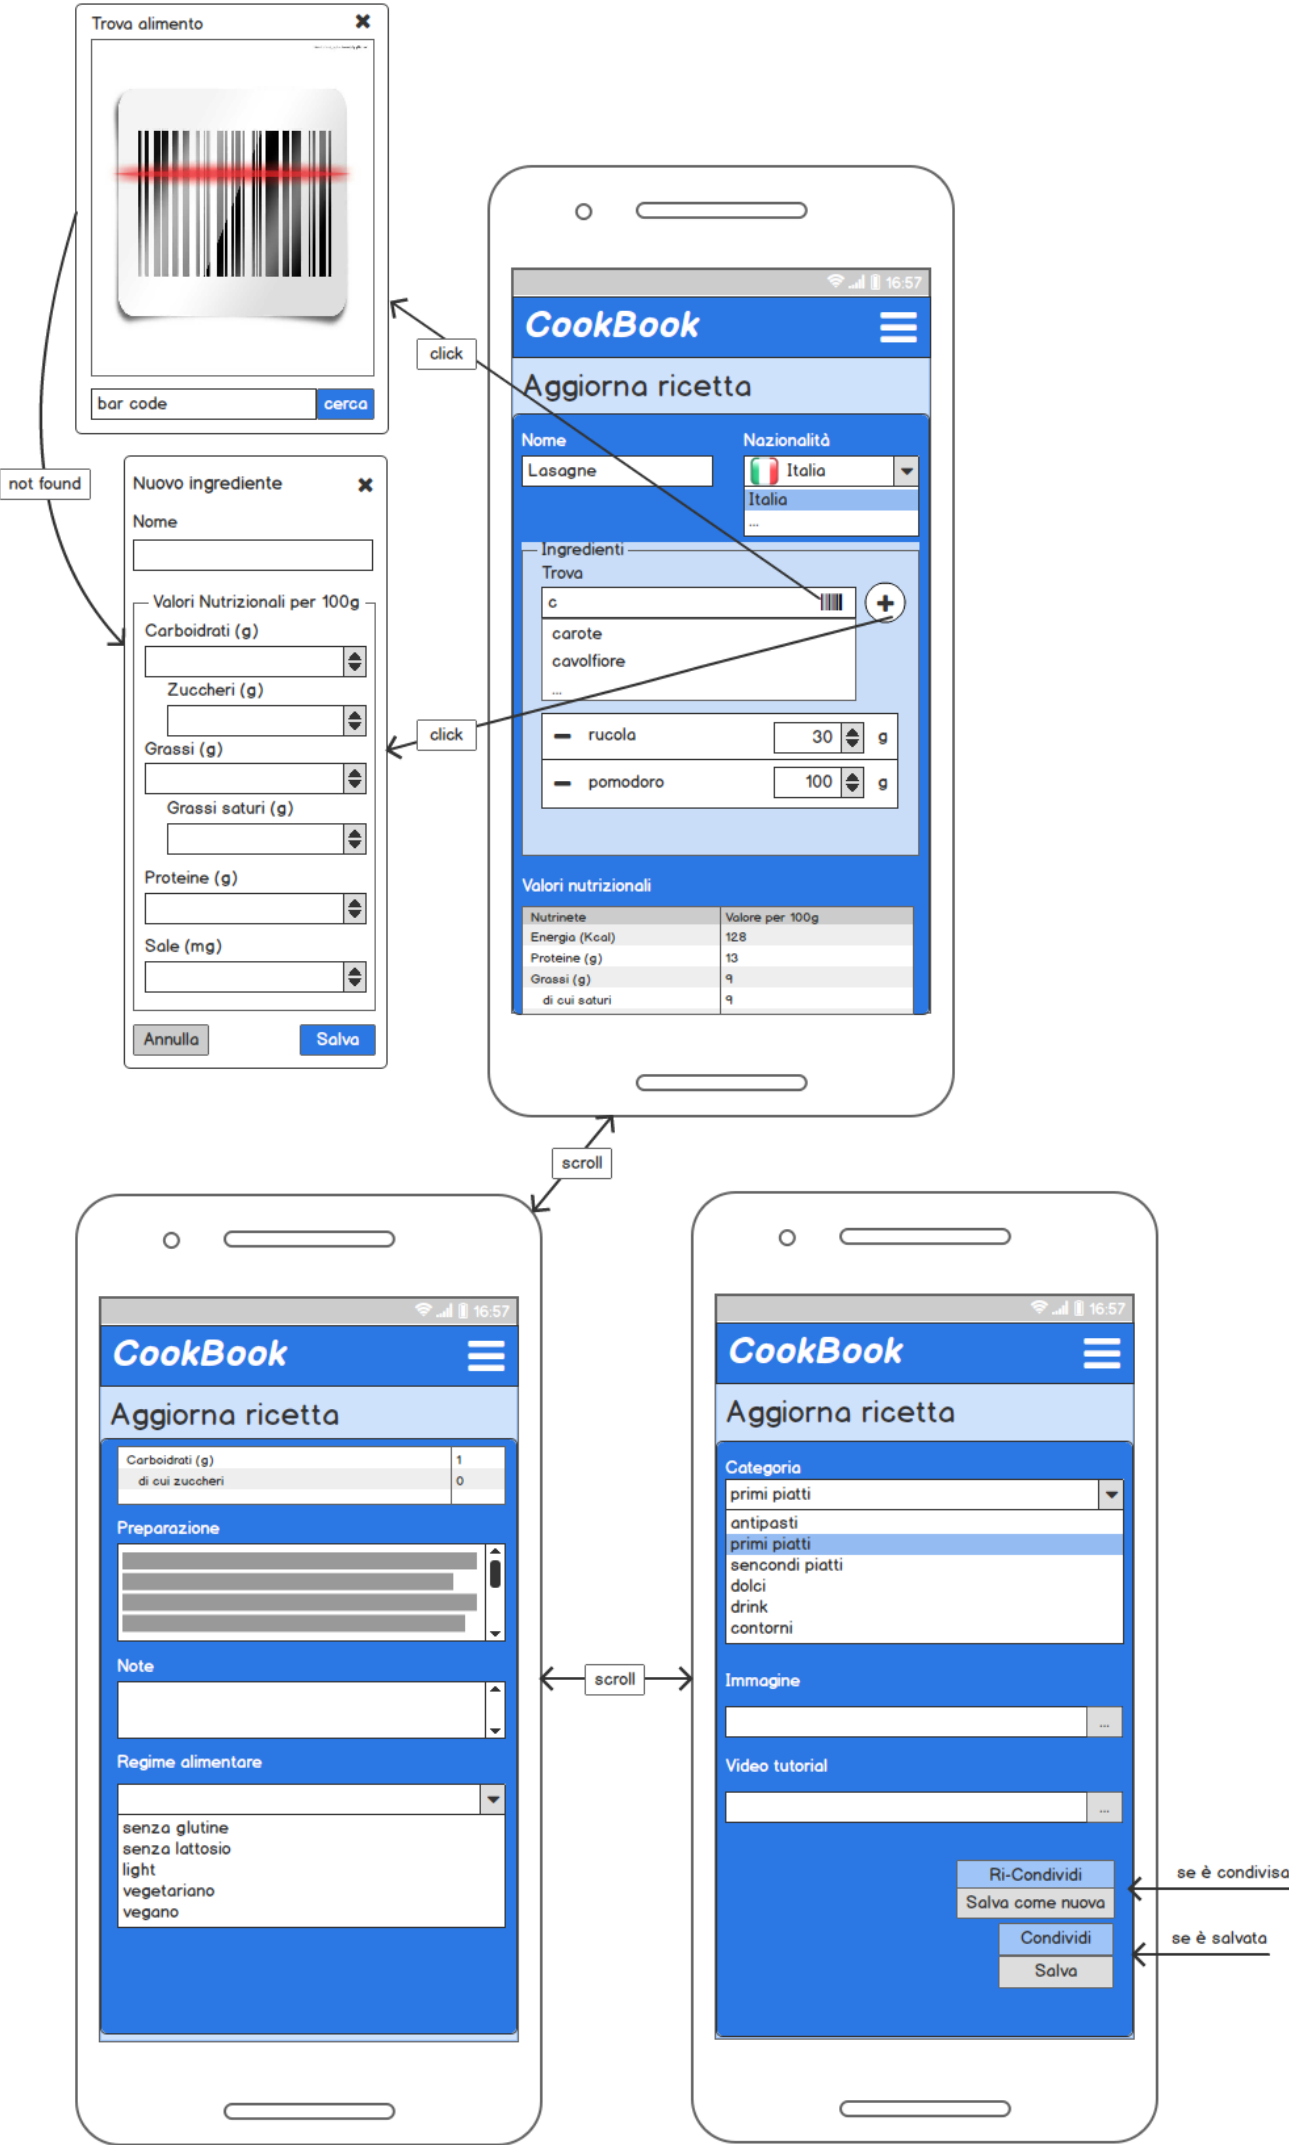 Trova alimento
bar code
cerca
not found
Nuovo ingrediente
Nome
Valori Nutrizionali per 100g
Carboidrati (g)
Zuccheri (g)
Grassi (g)
Grassi saturi (g)
Proteine (g)
Sale (mg)
Annulla
Salva
click
click
16:57
CookBook
Aggiorna ricetta
Nome
Nazionalità
Lasagne
Italia
Italia
...
Ingredienti
Trova
c
carote
cavolfiore
...
rucola 30 g
pomodoro 100 g
Valori nutrizionali
Nutrinete Valore per 100g
Energia (Kcal) 128
Proteine (g) 13
Grassi (g) 9
di cui saturi 9
scroll
16:57
CookBook
Aggiorna ricetta
Carboidrati (g) 1
di cui zuccheri 0
Preparazione
Note
Regime alimentare
senza glutine
senza lattosio
light
vegetariano
vegano
scroll
16:57
CookBook
Aggiorna ricetta
Categoria
primi piatti
antipasti
primi piatti
sencondi piatti
dolci
drink
contorni
Immagine
...
Video tutorial
...
Ri-Condividi
Salva come nuova
se è condivisa
Condividi
Salva
se è salvata